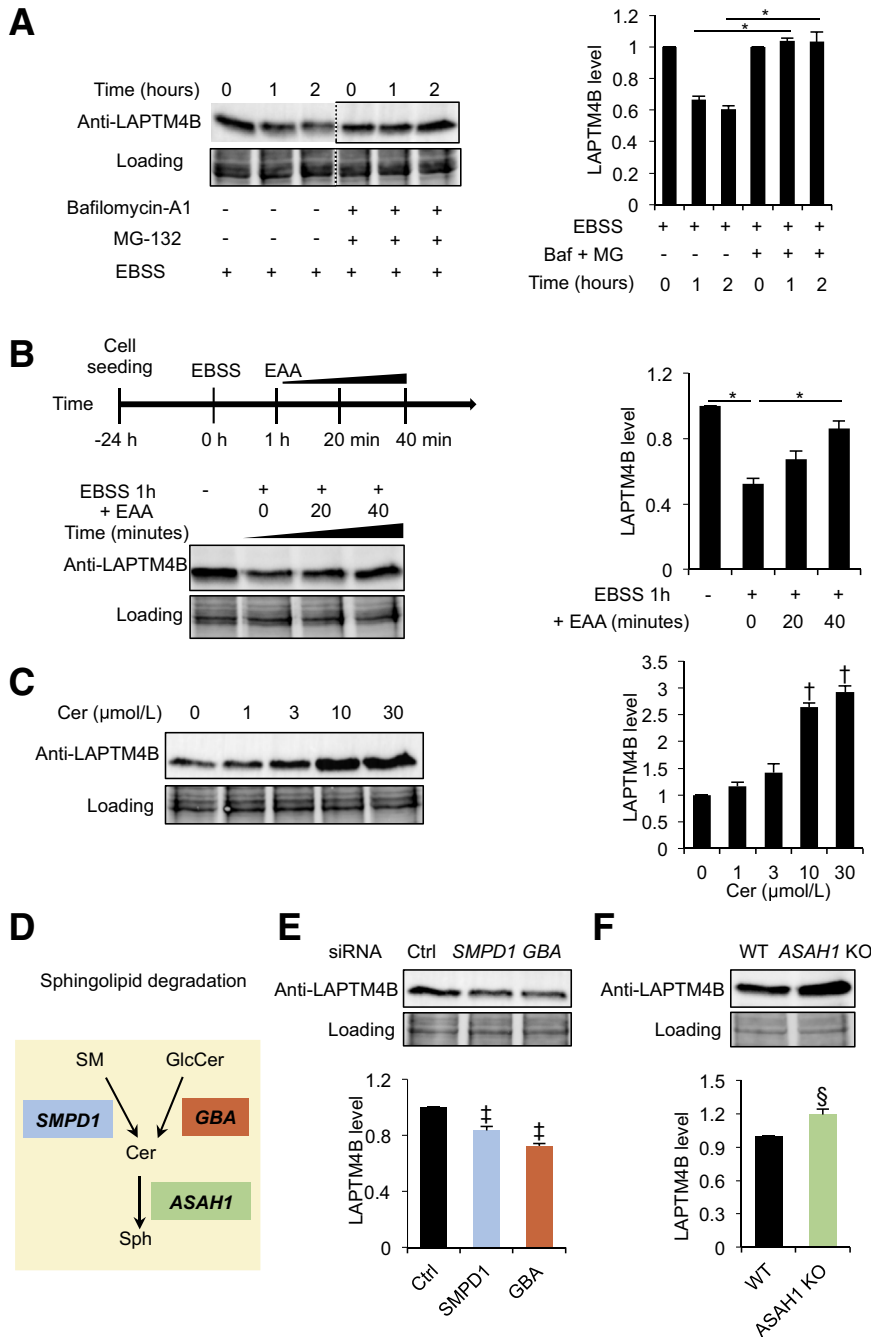 A
Time (hours) 0 1 2 0 1 2
Anti-LAPTM4B
Loading
Bafilomycin-A1 - - - + + +
MG-132 - - - + + +
EBSS + + + + + +
LAPTM4B level
1.2
1
0.8
0.6
0.4
0.2
0
*
*
EBSS + + + + + +
Baf + MG - - - + + +
Time (hours) 0 1 2 0 1 2
B
Cell
seeding EBSS EAA
Time
-24 h 0 h 1 h 20 min 40 min
EBSS 1h - + + +
+ EAA 0 20 40
Time (minutes)
Anti-LAPTM4B
Loading
LAPTM4B level
1.2
0.8
0.4
0
* *
EBSS 1h - + + +
+ EAA (minutes) 0 20 40
C
Cer (µmol/L) 0 1 3 10 30
Anti-LAPTM4B
Loading
LAPTM4B level
3.5
3
2.5
2
1.5
1
0.5
0
† †
0 1 3 10 30
Cer (µmol/L)
D
Sphingolipid degradation
SM GlcCer
SMPD1 GBA
Cer
ASAH1
Sph
E
siRNA Ctrl SMPD1 GBA
Anti-LAPTM4B
Loading
LAPTM4B level
1.2
0.8
0.4
0
‡ ‡
Ctrl SMPD1 GBA
F
WT ASAH1 KO
Anti-LAPTM4B
Loading
LAPTM4B level
1.5
1.2
0.9
0.6
0.3
0
§
WT ASAH1 KO